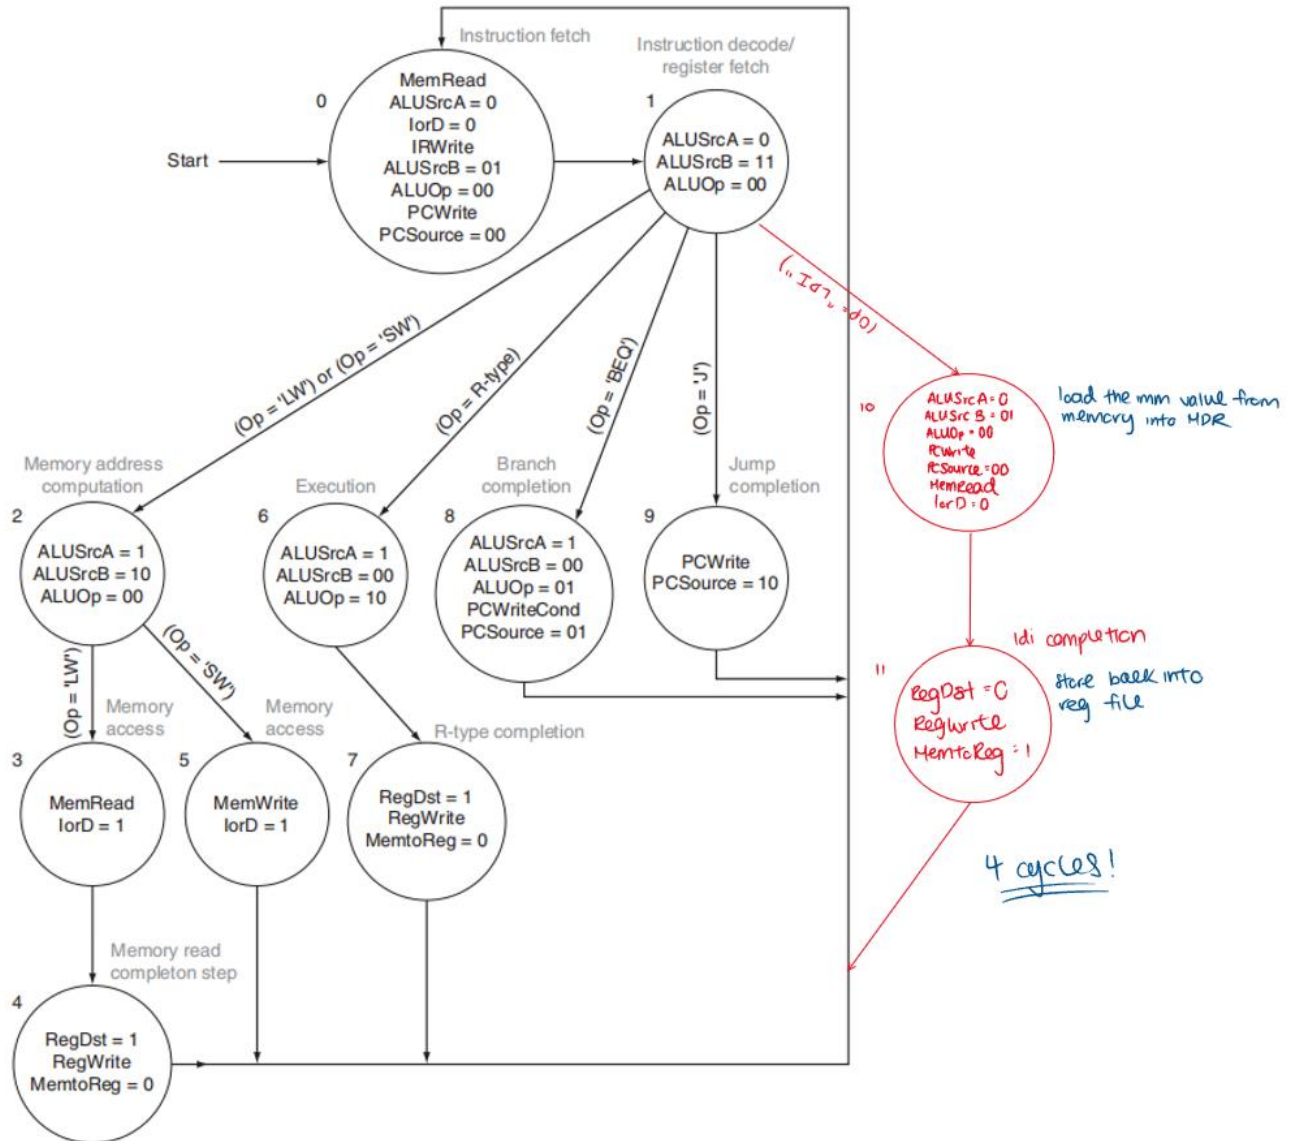 Instruction fetch
0
MemRead
ALUSrcA = 0
IorD = 0
IRWrite
ALUSrcB = 01
ALUOp = 00
PCWrite
PCSource = 00
Start
Instruction decode/
register fetch
1
ALUSrcA = 0
ALUSrcB = 11
ALUOp = 00
(Op = 'LW') or (Op = 'SW')
(Op = R-type)
(Op = 'BEQ')
(Op = 'J')
(Op = "LDI")
10
ALUSrcA = 0
ALUSrcB = 01
ALUOp = 00
PCWrite
PCSource = 00
MemRead
IorD = 0
load the mm value from
memory into MDR
Memory address
computation
2
ALUSrcA = 1
ALUSrcB = 10
ALUOp = 00
Execution
6
ALUSrcA = 1
ALUSrcB = 00
ALUOp = 10
Branch
completion
8
ALUSrcA = 1
ALUSrcB = 00
ALUOp = 01
PCWriteCond
PCSource = 01
Jump
completion
9
PCWrite
PCSource = 10
(Op = 'LW')
(Op = 'SW')
ldi completion
11
RegDst = 0
RegWrite
MemtoReg = 1
store back into
reg file
Memory
access
3
MemRead
IorD = 1
Memory
access
5
MemWrite
IorD = 1
R-type completion
7
RegDst = 1
RegWrite
MemtoReg = 0
4 cycles!
Memory read
completon step
4
RegDst = 1
RegWrite
MemtoReg = 0